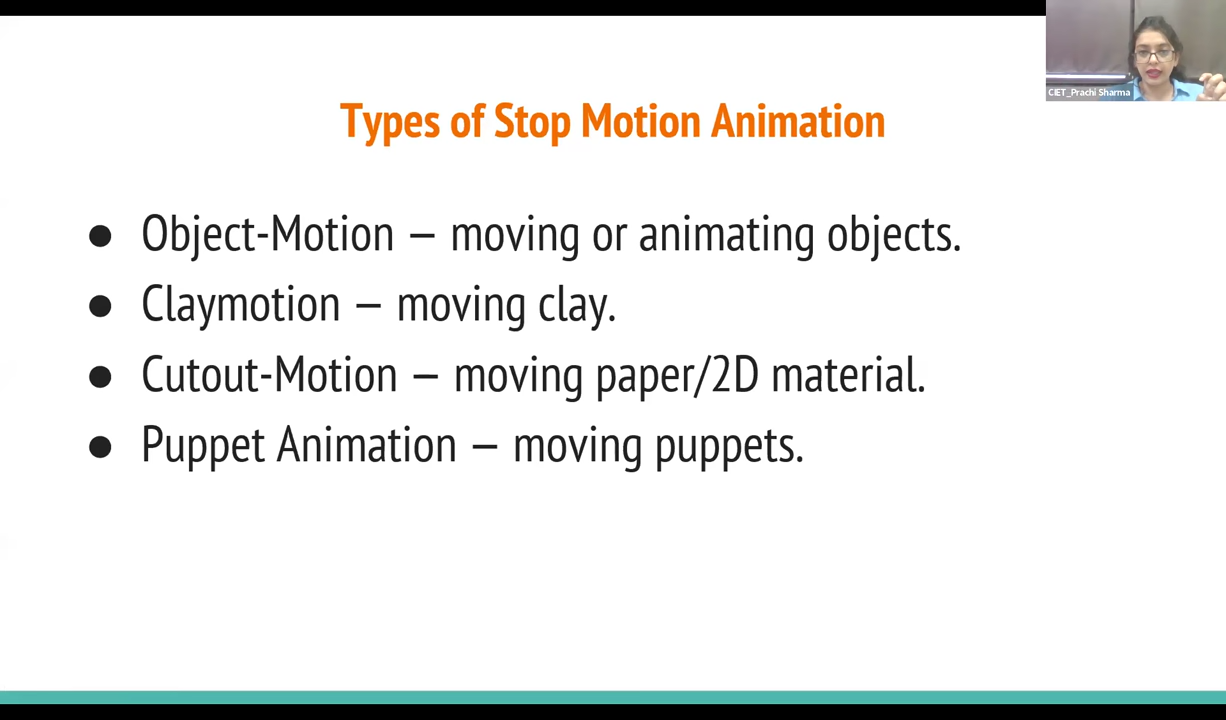 CIET_Prachi Sharma
Types of Stop Motion Animation
● Object-Motion — moving or animating objects.
● Claymotion — moving clay.
● Cutout-Motion — moving paper/2D material.
● Puppet Animation — moving puppets.